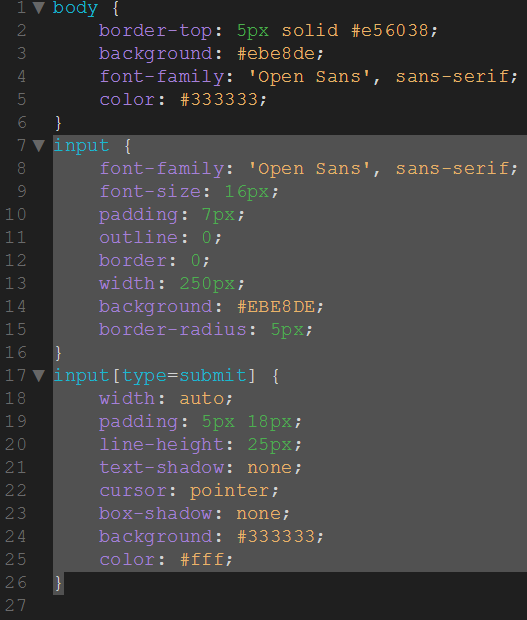 1 body {
2 border-top: 5px solid #e56038;
3 background: #ebe8de;
4 font-family: 'Open Sans', sans-serif;
5 color: #333333;
6 }
7 input {
8 font-family: 'Open Sans', sans-serif;
9 font-size: 16px;
10 padding: 7px;
11 outline: 0;
12 border: 0;
13 width: 250px;
14 background: #EBE8DE;
15 border-radius: 5px;
16 }
17 input[type=submit] {
18 width: auto;
19 padding: 5px 18px;
20 line-height: 25px;
21 text-shadow: none;
22 cursor: pointer;
23 box-shadow: none;
24 background: #333333;
25 color: #fff;
26 }
27